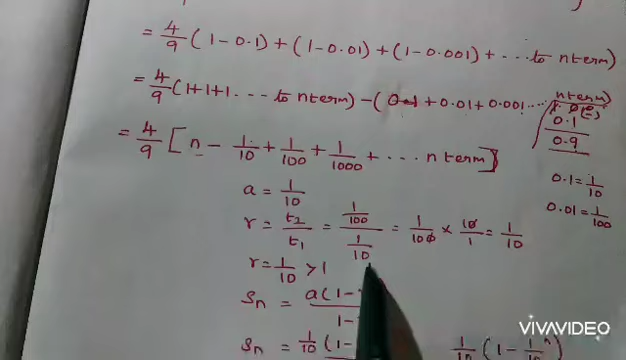 = 4/9 (1-0.1)+(1-0.01)+(1-0.001)+...to n term)
= 4/9 (1+1+1....to n term)-(0.1+0.01+0.001....n term)
0.1
0.9
= 4/9 [n - 1/10 + 1/100 + 1/1000 + ... n term]
a = 1/10
0.1 = 1/10
r = t2/t1 = 1/100 / 1/10 = 1/100 × 10/1 = 1/10
0.01 = 1/100
r = 1/10 > 1
Sn = a(1-
1-
Sn = 1/10 (1-
1/10 (1 - 1/10 n
VIVAVIDEO